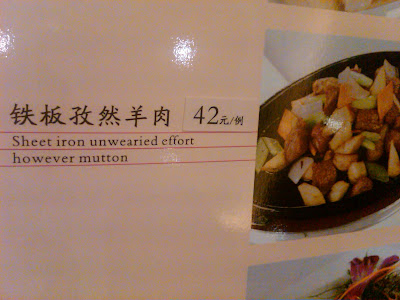 铁板孜然羊肉 42元/例
Sheet iron unwearied effort
however mutton